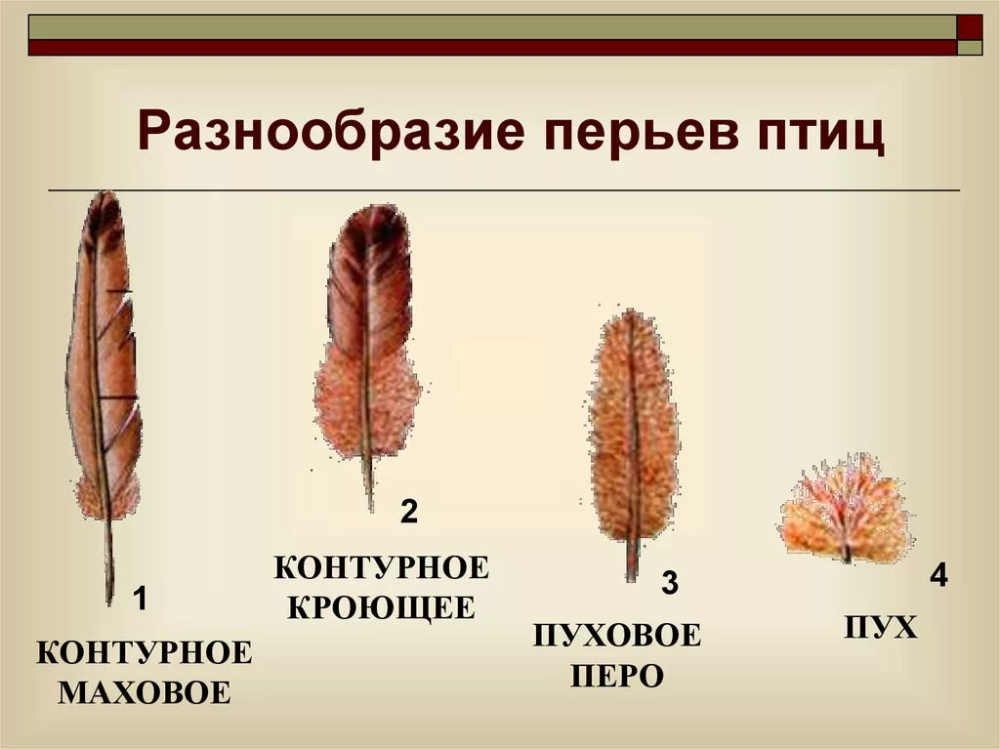 Разнообразие перьев птиц
1
КОНТУРНОЕ
МАХОВОЕ
2
КОНТУРНОЕ
КРОЮЩЕЕ
3
ПУХОВОЕ
ПЕРО
4
ПУХ